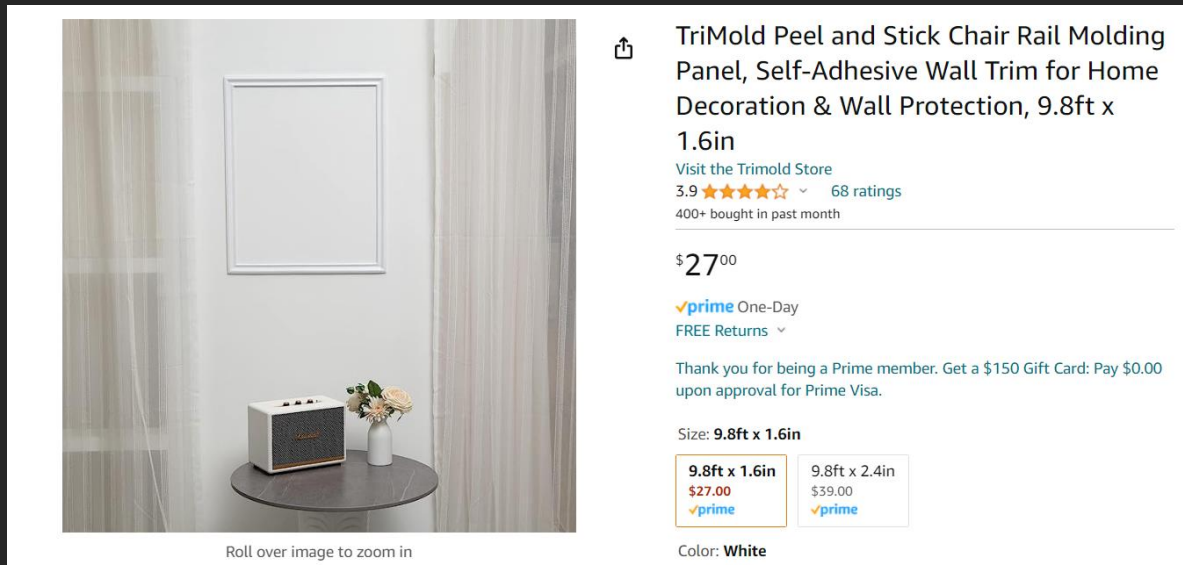 TriMold Peel and Stick Chair Rail Molding
Panel, Self-Adhesive Wall Trim for Home
Decoration & Wall Protection, 9.8ft x
1.6in
Visit the Trimold Store
3.9 68 ratings
400+ bought in past month
$2700
prime One-Day
FREE Returns
Thank you for being a Prime member. Get a $150 Gift Card: Pay $0.00
upon approval for Prime Visa.
Size: 9.8ft x 1.6in
9.8ft x 1.6in 9.8ft x 2.4in
$27.00 $39.00
prime prime
Roll over image to zoom in
Color: White